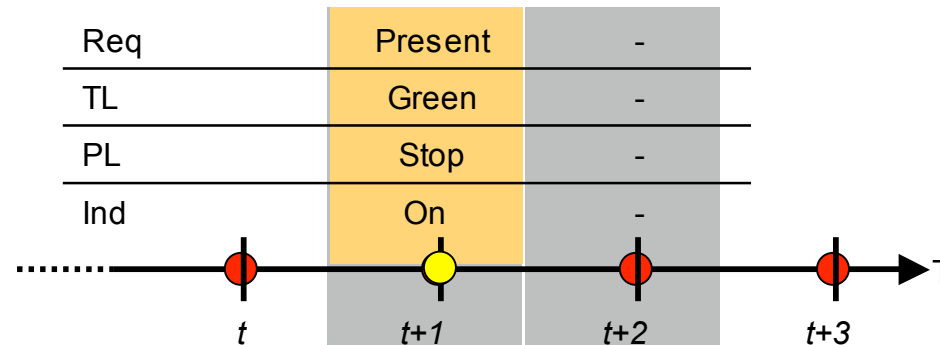 Req Present -
TL Green -
PL Stop -
Ind On -
t t+1 t+2 t+3